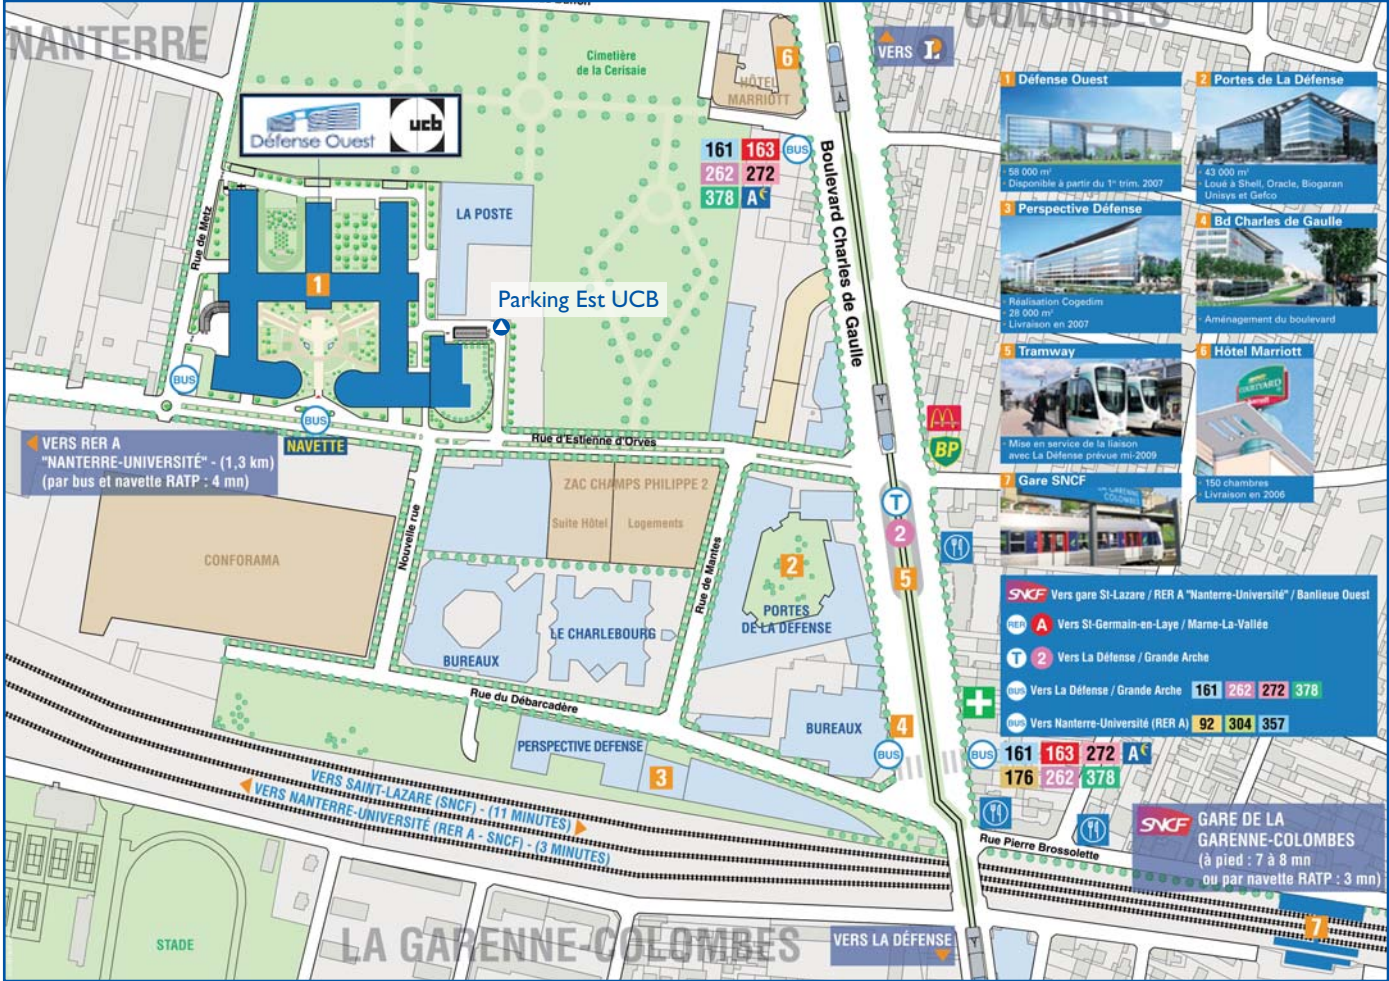 NANTERRE
COLOMBES
VERS
Cimetière
de la Cerisaie
6
HÔTEL
MARRIOTT
Défense Ouest
ucb
161 163 BUS
262 272
378 A
Boulevard Charles de Gaulle
LA POSTE
Rue de Metz
1
Parking Est UCB
BUS
BUS
NAVETTE
Rue d'Estienne d'Orves
VERS RER A
"NANTERRE-UNIVERSITÉ" - (1,3 km)
(par bus et navette RATP : 4 mn)
BP
ZAC CHAMPS PHILIPPE 2
Suite Hôtel
Logements
Nouvelle rue
CONFORAMA
Rue de Mantes
2
PORTES
DE LA DÉFENSE
T
2
5
LE CHARLEBOURG
BUREAUX
Rue du Débarcadère
BUREAUX
4
BUS
PERSPECTIVE DEFENSE
3
VERS SAINT-LAZARE (SNCF) - (11 MINUTES)
VERS NANTERRE-UNIVERSITÉ (RER A - SNCF) - (3 MINUTES)
BUS 161 163 272 A
176 262 378
Rue Pierre Brossolette
STADE
LA GARENNE-COLOMBES
VERS LA DÉFENSE
SNCF GARE DE LA
GARENNE-COLOMBES
(à pied : 7 à 8 mn
ou par navette RATP : 3 mn)
7
1 Défense Ouest
· 58 000 m²
· Disponible à partir du 1er trim. 2007
2 Portes de La Défense
· 43 000 m²
· Loué à Shell, Oracle, Biogaran
Unisys et Gefco
3 Perspective Défense
· Réalisation Cogedim
· 28 000 m²
· Livraison en 2007
4 Bd Charles de Gaulle
· Aménagement du boulevard
5 Tramway
· Mise en service de la liaison
avec La Défense prévue mi-2009
6 Hôtel Marriott
COURTYARD
· 150 chambres
· Livraison en 2006
7 Gare SNCF
LA GARENNE
COLOMBES
SNCF Vers gare St-Lazare / RER A "Nanterre-Université" / Banlieue Ouest
RER A Vers St-Germain-en-Laye / Marne-La-Vallée
T 2 Vers La Défense / Grande Arche
BUS Vers La Défense / Grande Arche 161 262 272 378
BUS Vers Nanterre-Université (RER A) 92 304 357